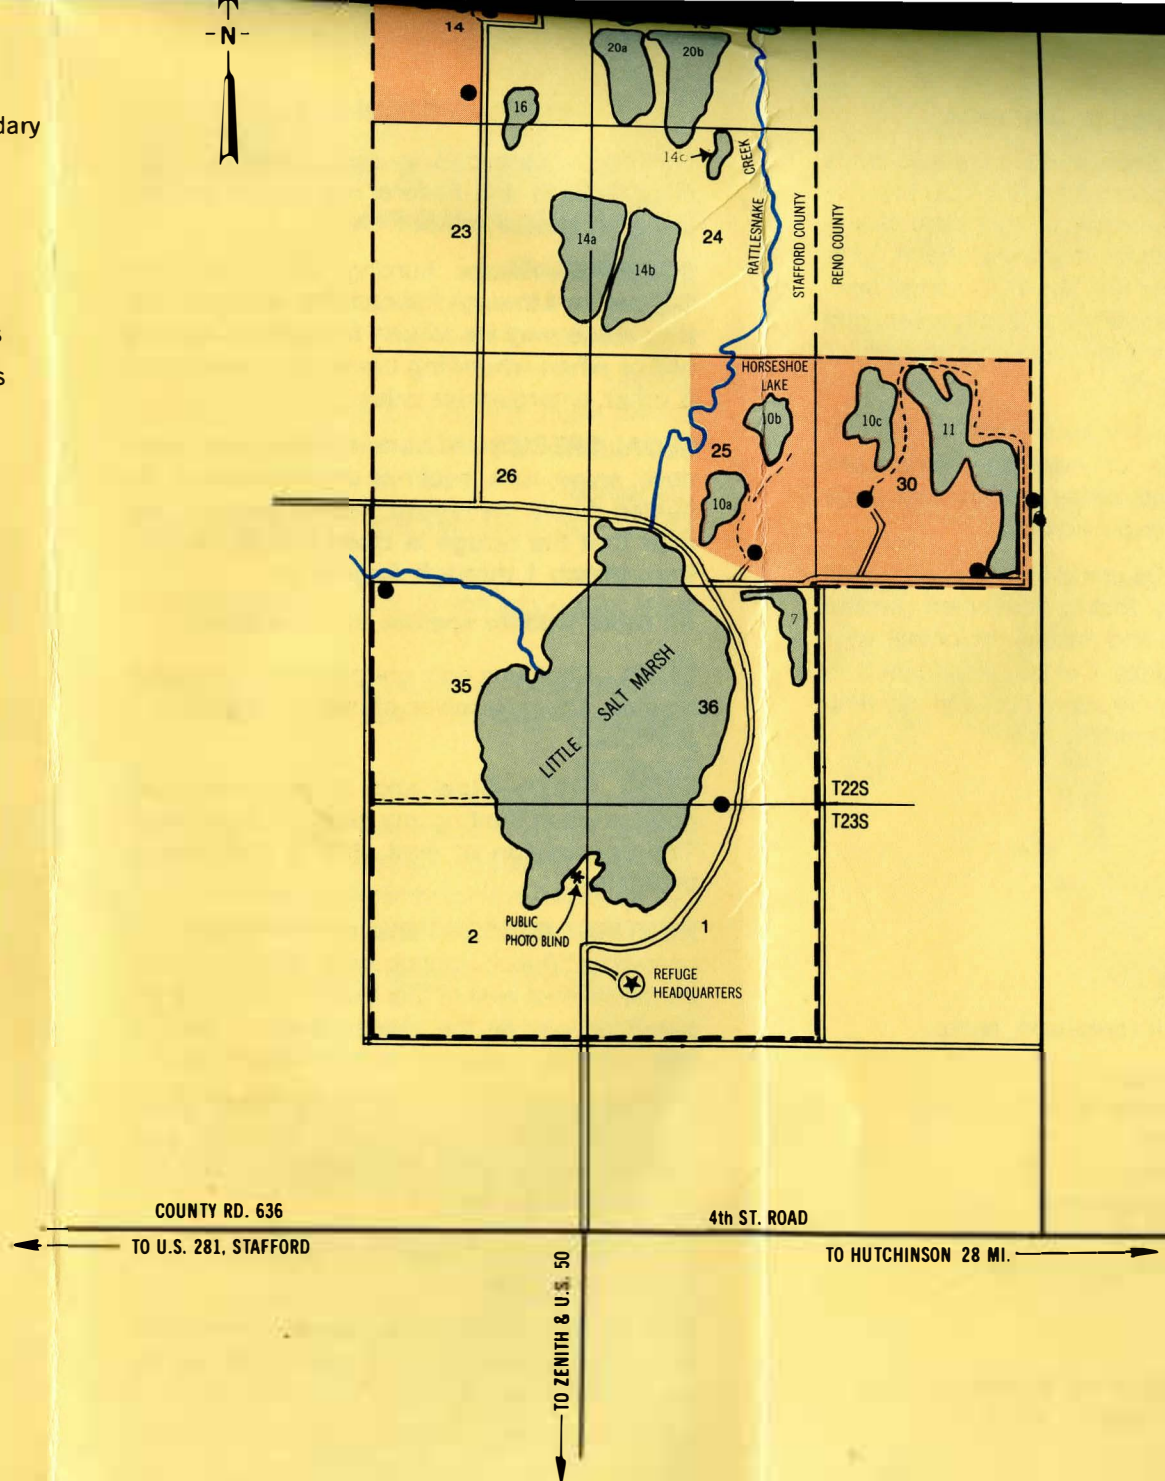 -N-
dary
s
s
14
20a
20b
16
14c
CREEK
RATTLESNAKE
STAFFORD COUNTY
RENO COUNTY
23
14a
14b
24
HORSESHOE
LAKE
10b
10c
11
25
30
26
10a
7
35
LITTLE SALT MARSH
36
T22S
T23S
PUBLIC
PHOTO BLIND
2
1
REFUGE
HEADQUARTERS
COUNTY RD. 636
4th ST. ROAD
TO U.S. 281, STAFFORD
TO HUTCHINSON 28 MI.
TO ZENITH & U.S. 50